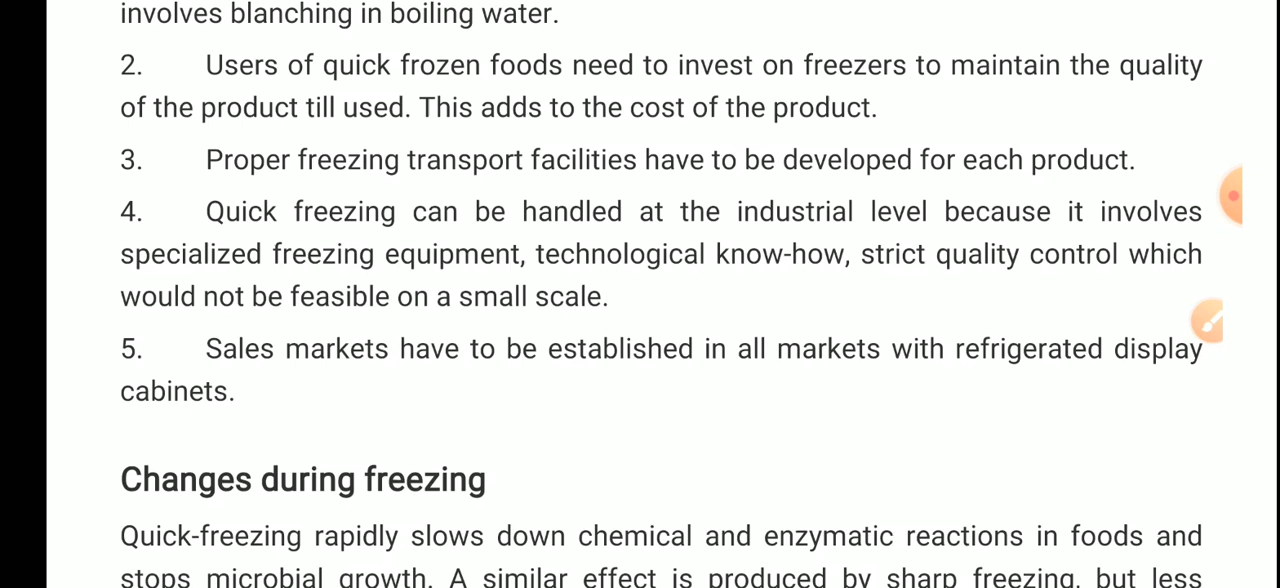 involves blanching in boiling water.
2. Users of quick frozen foods need to invest on freezers to maintain the quality
of the product till used. This adds to the cost of the product.
3. Proper freezing transport facilities have to be developed for each product.
4. Quick freezing can be handled at the industrial level because it involves
specialized freezing equipment, technological know-how, strict quality control which
would not be feasible on a small scale.
5. Sales markets have to be established in all markets with refrigerated display
cabinets.
Changes during freezing
Quick-freezing rapidly slows down chemical and enzymatic reactions in foods and
stops microbial growth. A similar effect is produced by sharp freezing, but less